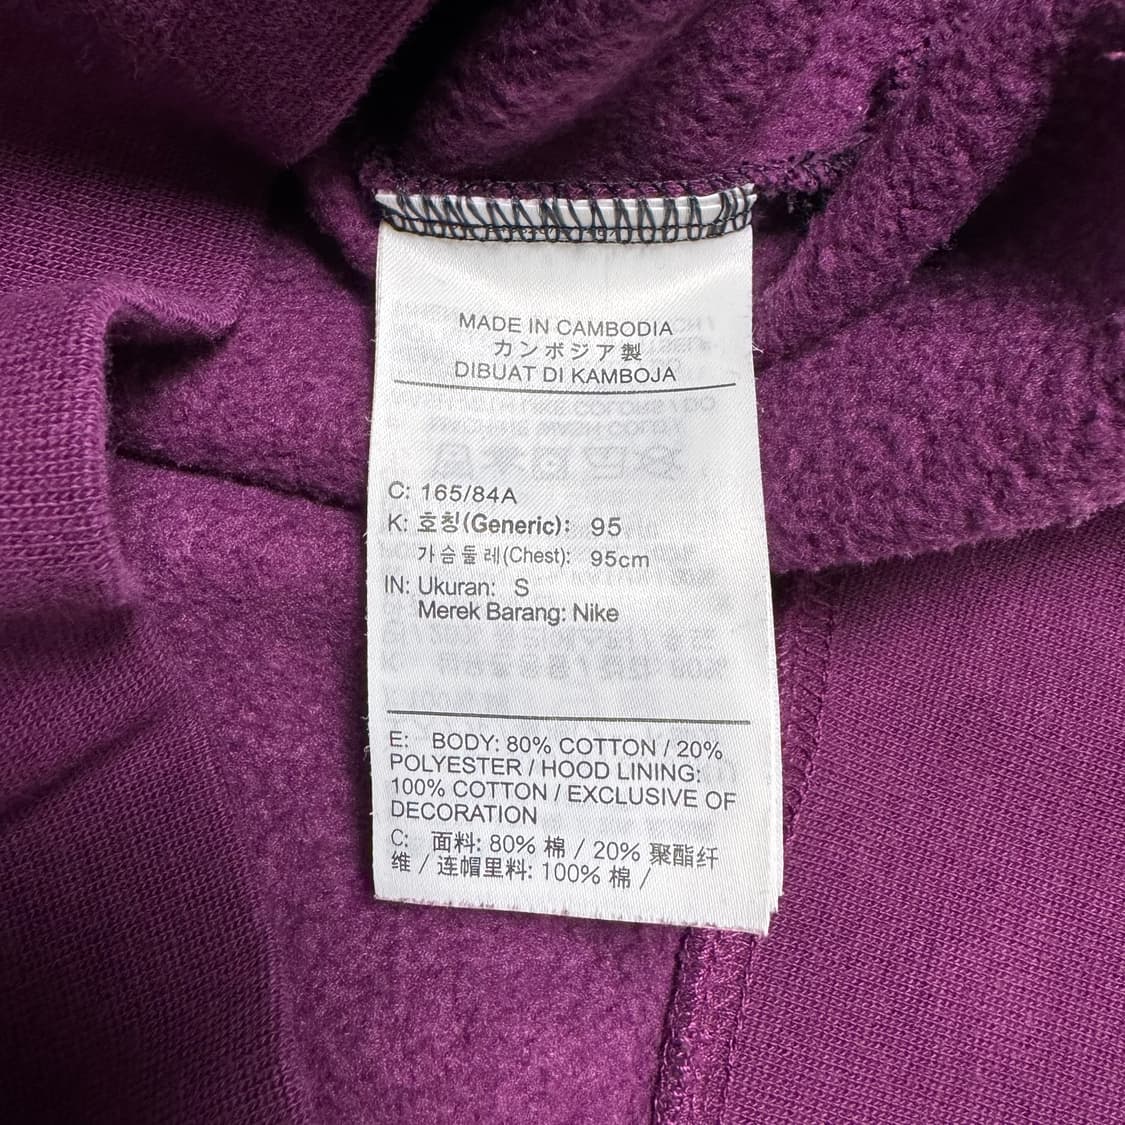 MADE IN CAMBODIA
カンボジア製
DIBUAT DI KAMBOJA
C: 165/84A
K: 호칭(Generic): 95
가슴둘레(Chest): 95cm
IN: Ukuran: S
Merek Barang: Nike
E: BODY: 80% COTTON / 20%
POLYESTER / HOOD LINING:
100% COTTON / EXCLUSIVE OF
DECORATION
C: 面料: 80% 棉 / 20% 聚酯纤
维 / 连帽里料: 100% 棉 /